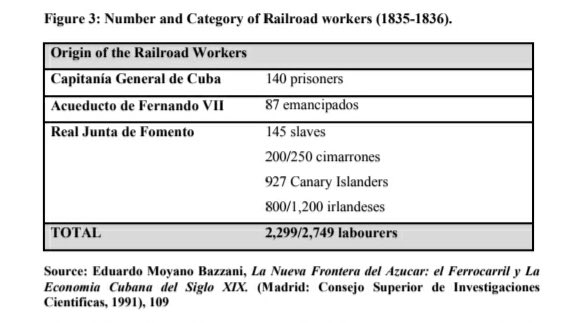 Figure 3: Number and Category of Railroad workers (1835-1836).
Origin of the Railroad Workers
Capitanía General de Cuba 140 prisoners
Acueducto de Fernando VII 87 emancipados
Real Junta de Fomento 145 slaves
200/250 cimarrones
927 Canary Islanders
800/1,200 irlandeses
TOTAL 2,299/2,749 labourers
Source: Eduardo Moyano Bazzani, La Nueva Frontera del Azucar: el Ferrocarril y La
Economia Cubana del Siglo XIX. (Madrid: Consejo Superior de Investigaciones
Cientificas, 1991), 109